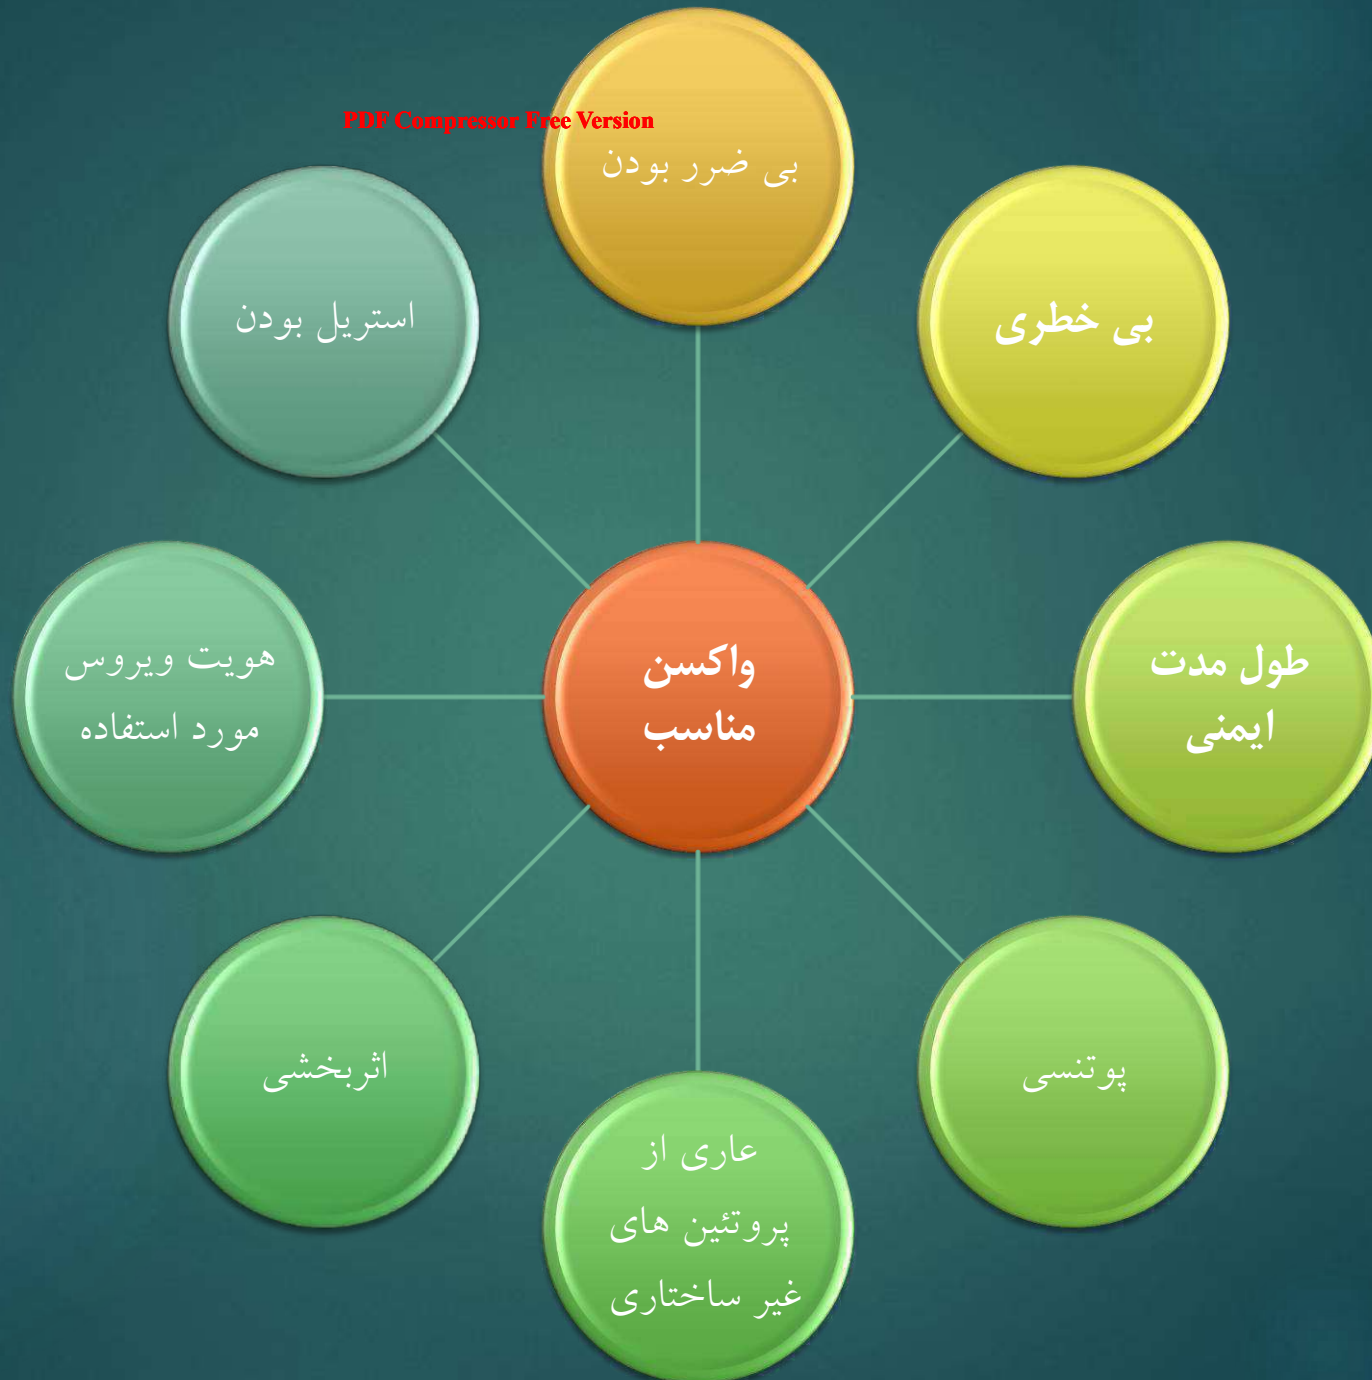 PDF Compressor Free Version
بی ضرر بودن
بی خطری
طول مدت
ایمنی
پوتنسی
عاری از
پروتئین های
غیر ساختاری
اثربخشی
هویت ویروس
مورد استفاده
استریل بودن
واکسن
مناسب